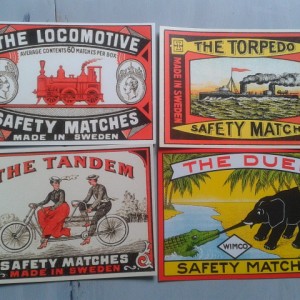 THE LOCOMOTIVE
AVERAGE CONTENTS 60 MATCHES PER BOX
SAFETY MATCHES
MADE IN SWEDEN
THE TORPEDO
MADE IN SWEDEN
SAFETY MATCH
THE TANDEM
SAFETY MATCHES
MADE IN SWEDEN
THE DUE
WIMCO
SAFETY MATCH